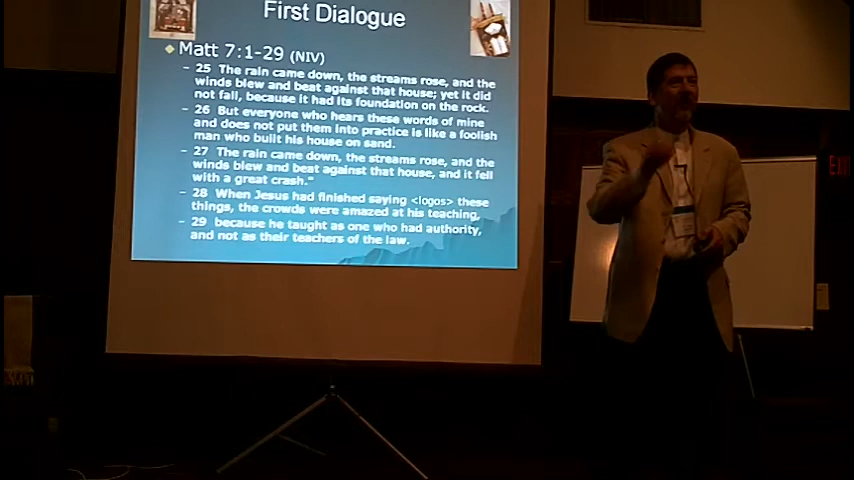 First Dialogue
Matt 7:1-29 (NIV)
– 25 The rain came down, the streams rose, and the
winds blew and beat against that house; yet it did
not fall, because it had its foundation on the rock.
– 26 But everyone who hears these words of mine
and does not put them into practice is like a foolish
man who built his house on sand.
– 27 The rain came down, the streams rose, and the
winds blew and beat against that house, and it fell
with a great crash."
– 28 When Jesus had finished saying <logos> these
things, the crowds were amazed at his teaching,
– 29 because he taught as one who had authority,
and not as their teachers of the law.
EXIT